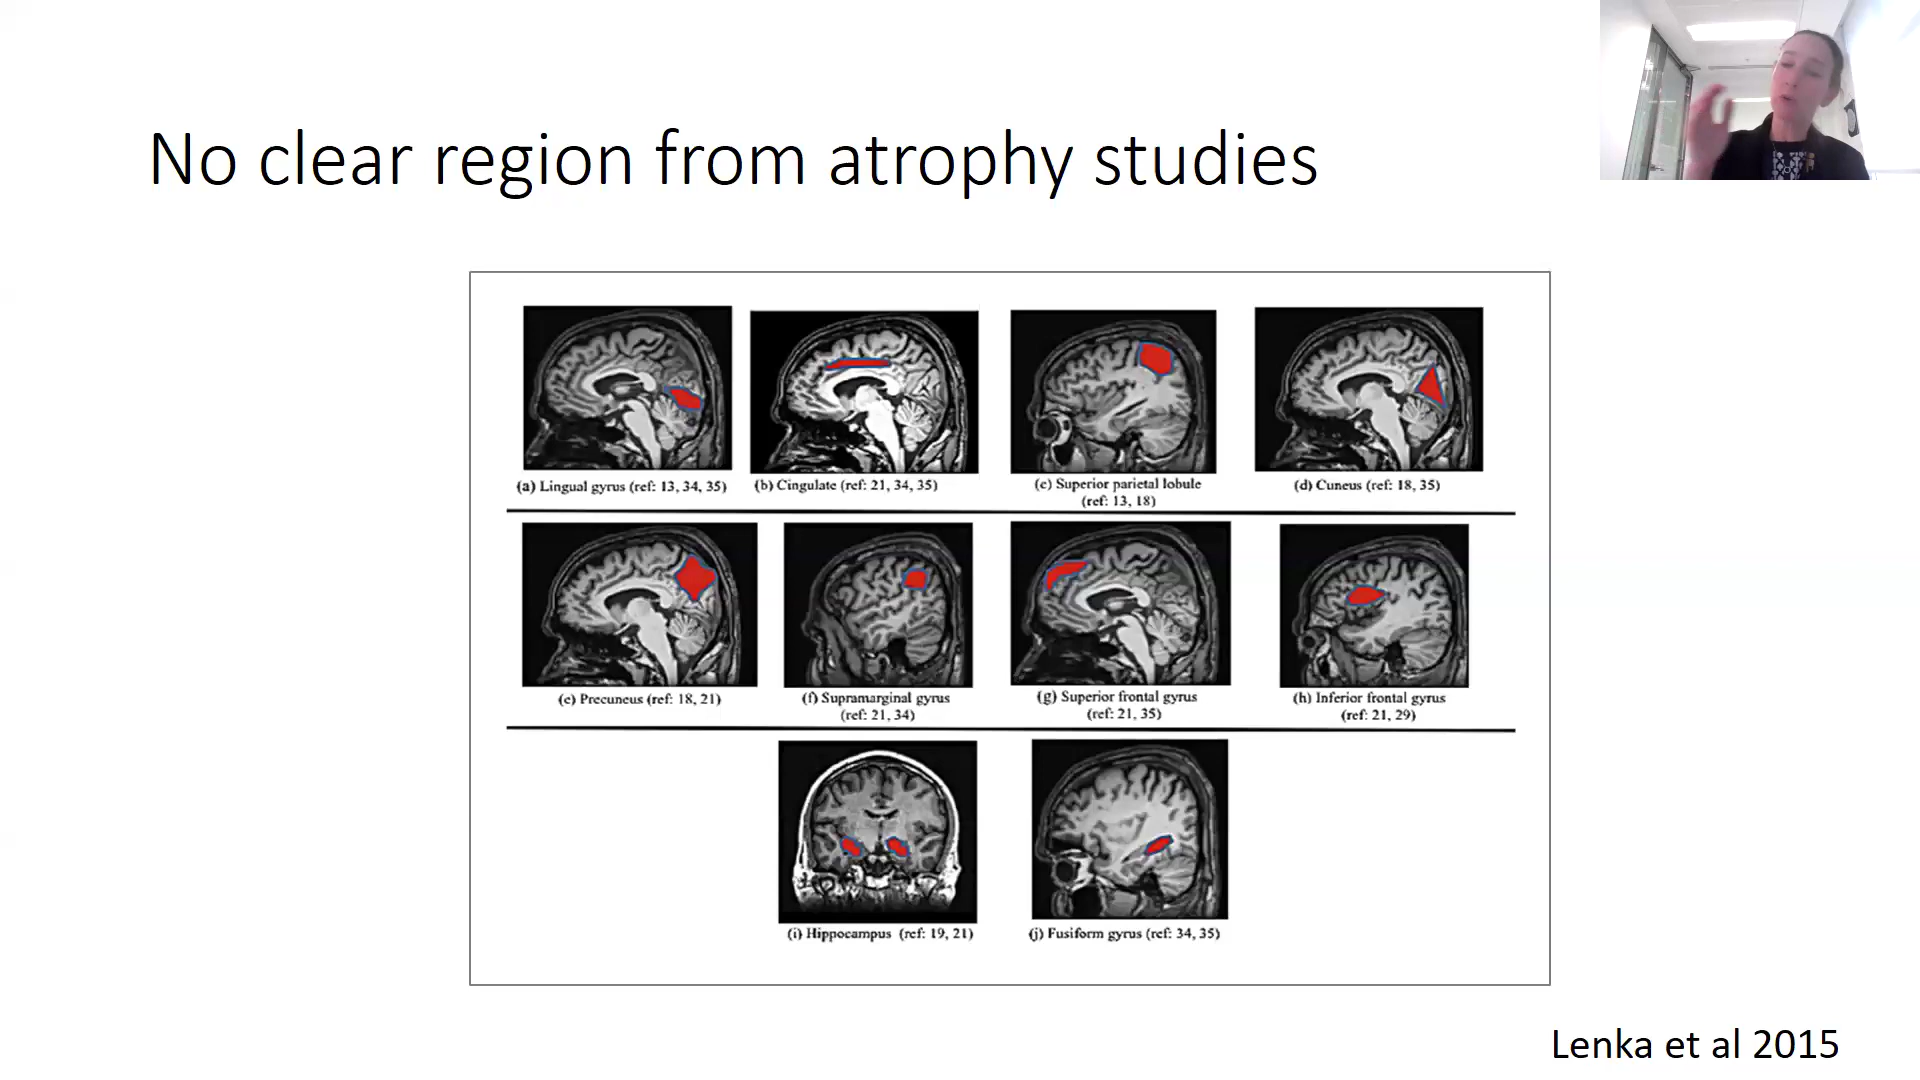 No clear region from atrophy studies
(a) Lingual gyrus (ref: 13, 34, 35)
(b) Cingulate (ref: 21, 34, 35)
(c) Superior parietal lobule
(ref: 13, 18)
(d) Cuneus (ref: 18, 35)
(e) Precuneus (ref: 18, 21)
(f) Supramarginal gyrus
(ref: 21, 34)
(g) Superior frontal gyrus
(ref: 21, 35)
(h) Inferior frontal gyrus
(ref: 21, 29)
(i) Hippocampus (ref: 19, 21)
(j) Fusiform gyrus (ref: 34, 35)
Lenka et al 2015